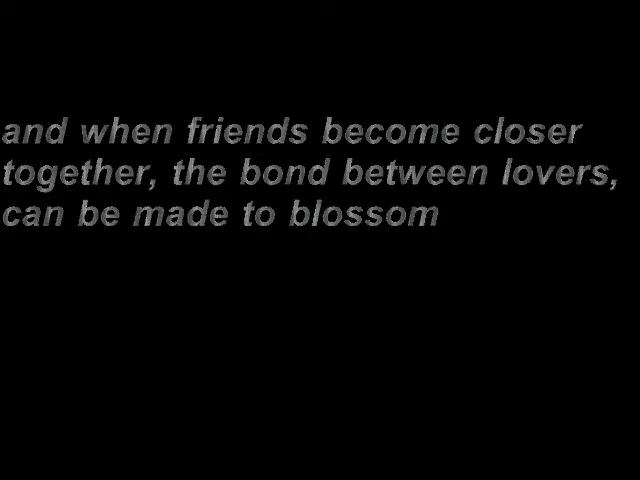 and when friends become closer
together, the bond between lovers,
can be made to blossom